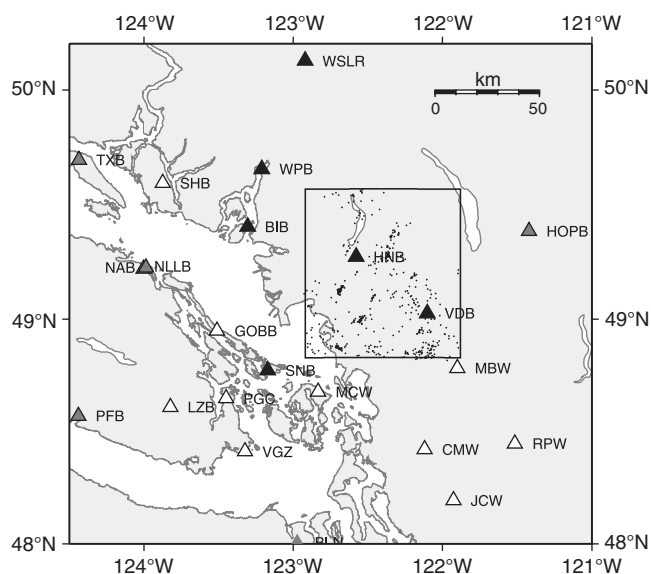 124°W 123°W 122°W 121°W
50°N 50°N
WSLR
km
0 50
TXB
SHB
WPB
BIB
HOPB
NAB NLLB
HNB
49°N 49°N
GOBB
VDB
SNB
MBW
PFB
LZB
PGC
MCW
VGZ
CMW
RPW
JCW
48°N 48°N
124°W 123°W 122°W 121°W